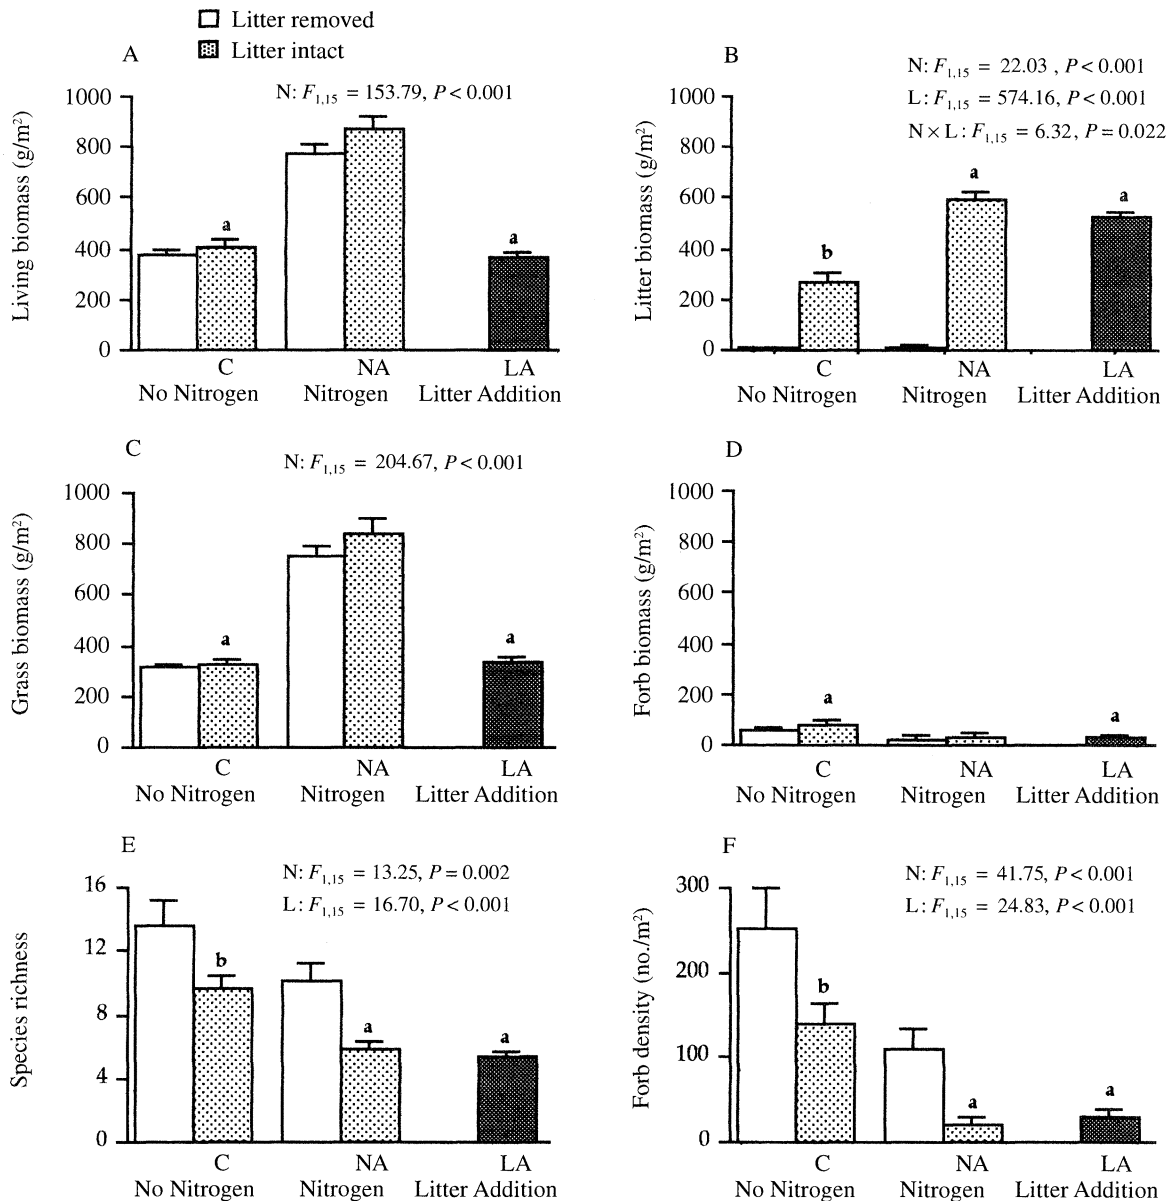 Litter removed
Litter intact
A
N: F1,15 = 153.79, P < 0.001
Living biomass (g/m²)
1000
800
600
400
200
0
a
a
C
NA
LA
No Nitrogen
Nitrogen
Litter Addition
B
N: F1,15 = 22.03 , P < 0.001
L: F1,15 = 574.16, P < 0.001
N × L: F1,15 = 6.32, P = 0.022
Litter biomass (g/m²)
1000
800
600
400
200
0
b
a
a
C
NA
LA
No Nitrogen
Nitrogen
Litter Addition
C
N: F1,15 = 204.67, P < 0.001
Grass biomass (g/m²)
1000
800
600
400
200
0
a
a
C
NA
LA
No Nitrogen
Nitrogen
Litter Addition
D
Forb biomass (g/m²)
1000
800
600
400
200
0
a
a
C
NA
LA
No Nitrogen
Nitrogen
Litter Addition
E
N: F1,15 = 13.25, P = 0.002
L: F1,15 = 16.70, P < 0.001
Species richness
16
12
8
4
0
b
a
a
C
NA
LA
No Nitrogen
Nitrogen
Litter Addition
F
N: F1,15 = 41.75, P < 0.001
L: F1,15 = 24.83, P < 0.001
Forb density (no./m²)
300
200
100
0
b
a
a
C
NA
LA
No Nitrogen
Nitrogen
Litter Addition